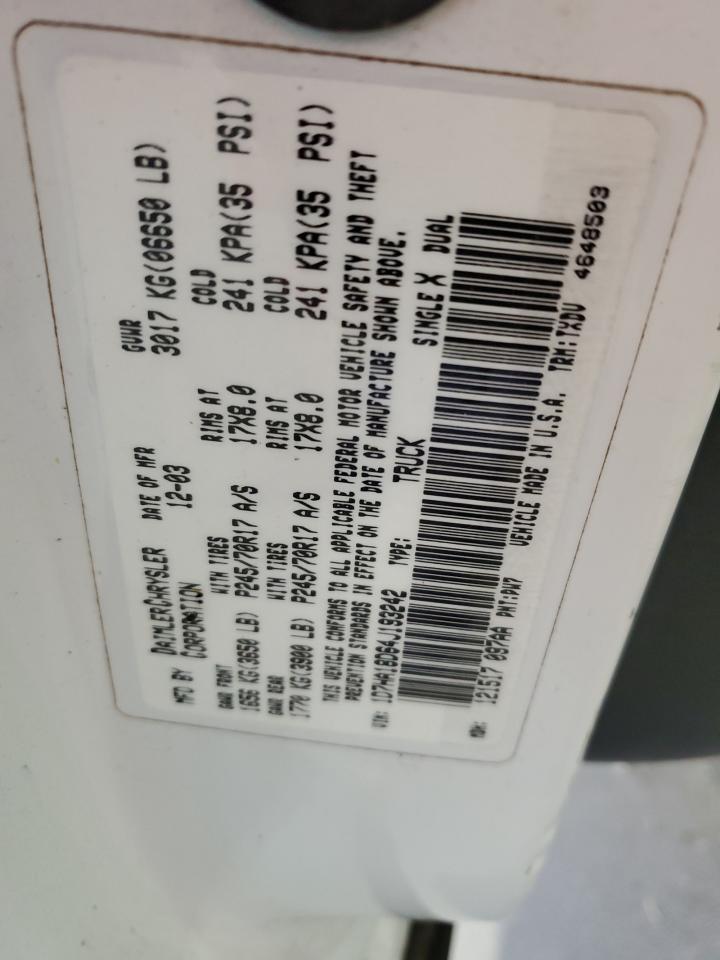 MFD BY DAIMLERCHRYSLER CORPORATION DATE OF MFR 12-03 GVWR 3017 KG(06650 LB)
GAWR FRONT WITH TIRES RIMS AT COLD
1656 KG(3650 LB) P245/70R17 A/S 17X8.0 241 KPA(35 PSI)
GAWR REAR WITH TIRES RIMS AT COLD
1770 KG(3900 LB) P245/70R17 A/S 17X8.0 241 KPA(35 PSI)
THIS VEHICLE CONFORMS TO ALL APPLICABLE FEDERAL MOTOR VEHICLE SAFETY AND THEFT
PREVENTION STANDARDS IN EFFECT ON THE DATE OF MANUFACTURE SHOWN ABOVE.
VIN: 1D7HA18D64J193242 TYPE: TRUCK SINGLE X DUAL
MDH: 121517 097AA PNT:PW7 VEHICLE MADE IN U.S.A. TRM:TXDV 4648503